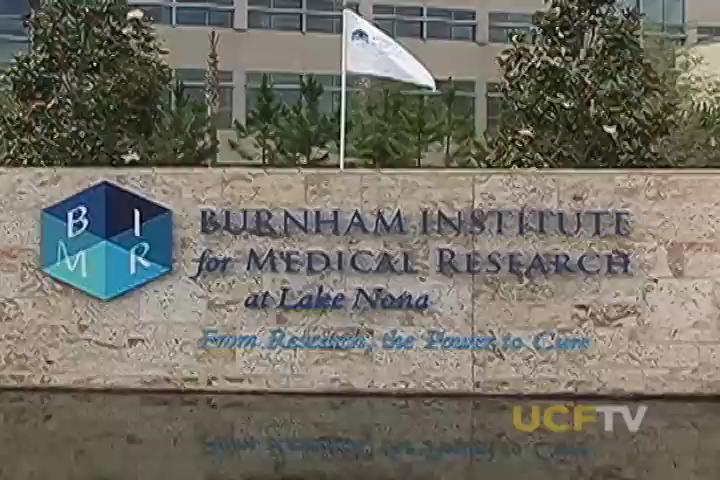 B I
M R
BURNHAM INSTITUTE
for MEDICAL RESEARCH
at Lake Nona
From Research, the Power to Cure
UCFTV